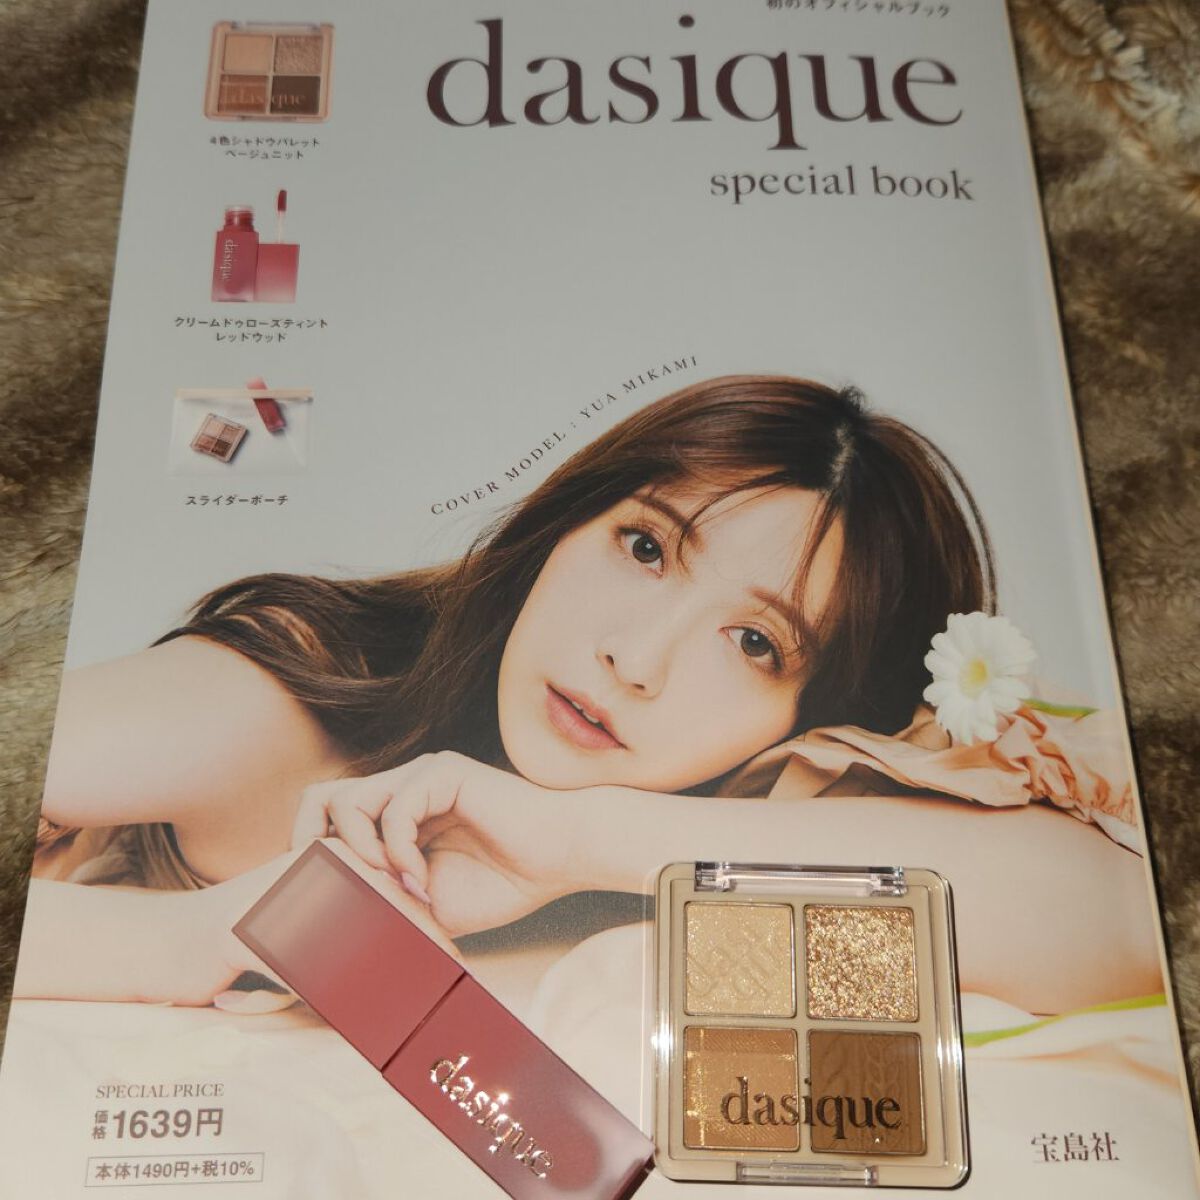 初のオフィシャルブック
dasique
special book
dasique
4色シャドウパレット
ベージュニット
dasique
クリームドゥローズティント
レッドウッド
スライダーポーチ
COVER MODEL : YUA MIKAMI
dasique
dasique
SPECIAL PRICE
価格 1639円
本体1490円+税10%
宝島社